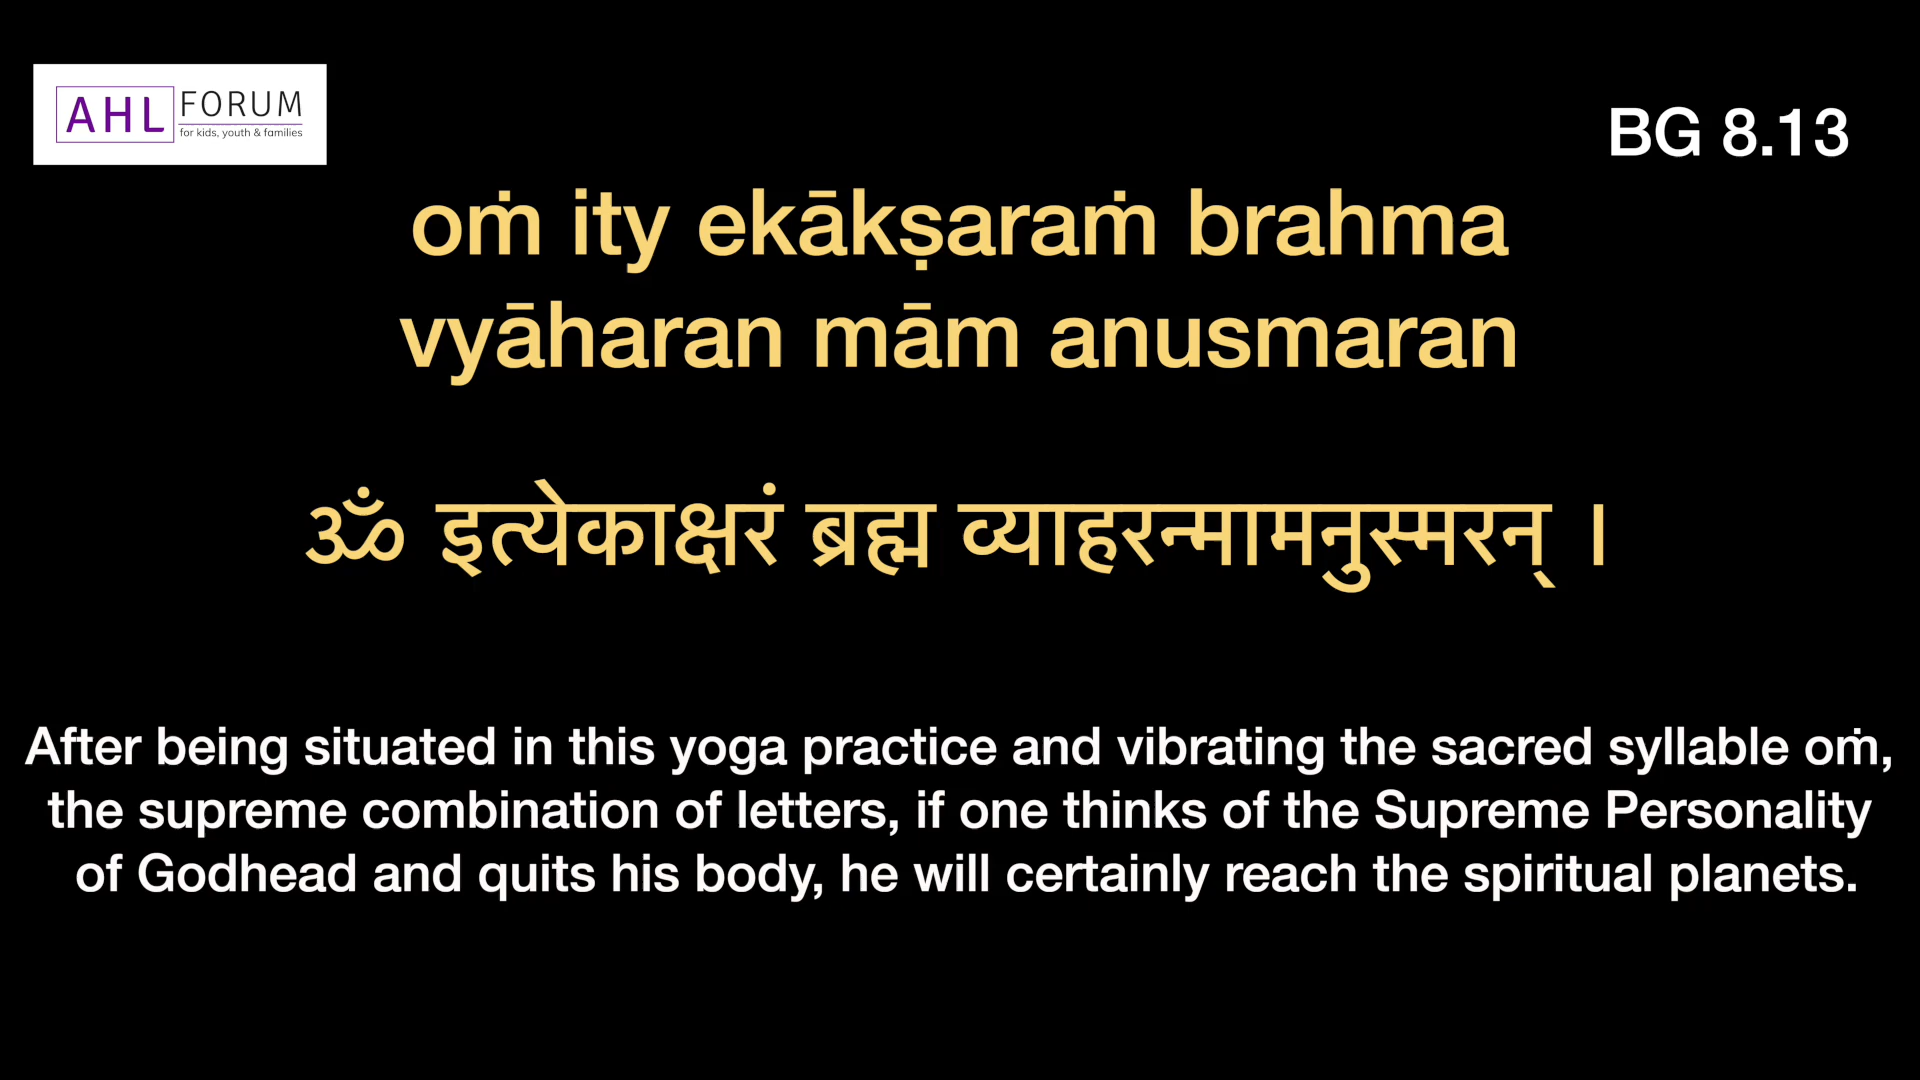 AHL FORUM
for kids, youth & families
BG 8.13
oṁ ity ekākṣaraṁ brahma
vyāharan mām anusmaran
ॐ इत्येकाक्षरं ब्रह्म व्याहरन्मामनुस्मरन् ।
After being situated in this yoga practice and vibrating the sacred syllable oṁ,
the supreme combination of letters, if one thinks of the Supreme Personality
of Godhead and quits his body, he will certainly reach the spiritual planets.